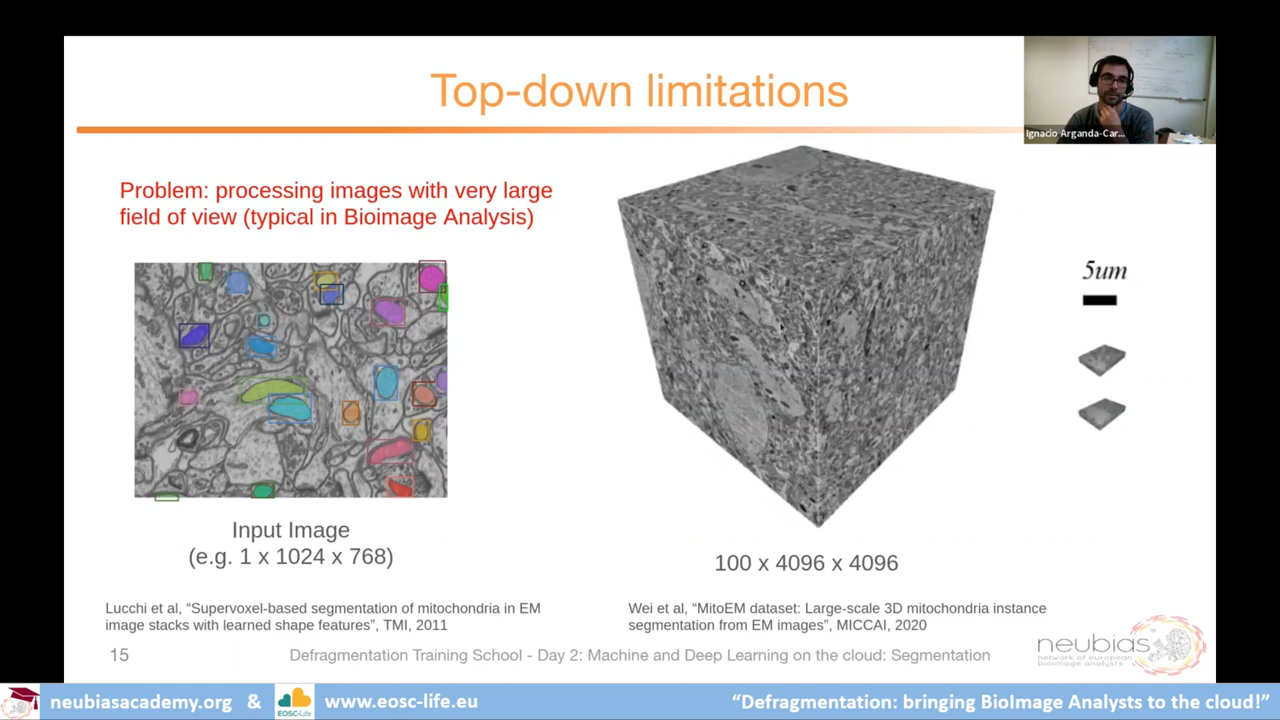 Top-down limitations
Ignacio Arganda-Car...
Problem: processing images with very large
field of view (typical in Bioimage Analysis)
5um
Input Image
(e.g. 1 x 1024 x 768)
100 x 4096 x 4096
Lucchi et al, “Supervoxel-based segmentation of mitochondria in EM
image stacks with learned shape features”, TMI, 2011
Wei et al, “MitoEM dataset: Large-scale 3D mitochondria instance
segmentation from EM images”, MICCAI, 2020
15
Defragmentation Training School - Day 2: Machine and Deep Learning on the cloud: Segmentation
neubias
network of european
bioimage analysts
neubiasacademy.org & EOSC-Life www.eosc-life.eu
“Defragmentation: bringing BioImage Analysts to the cloud!”